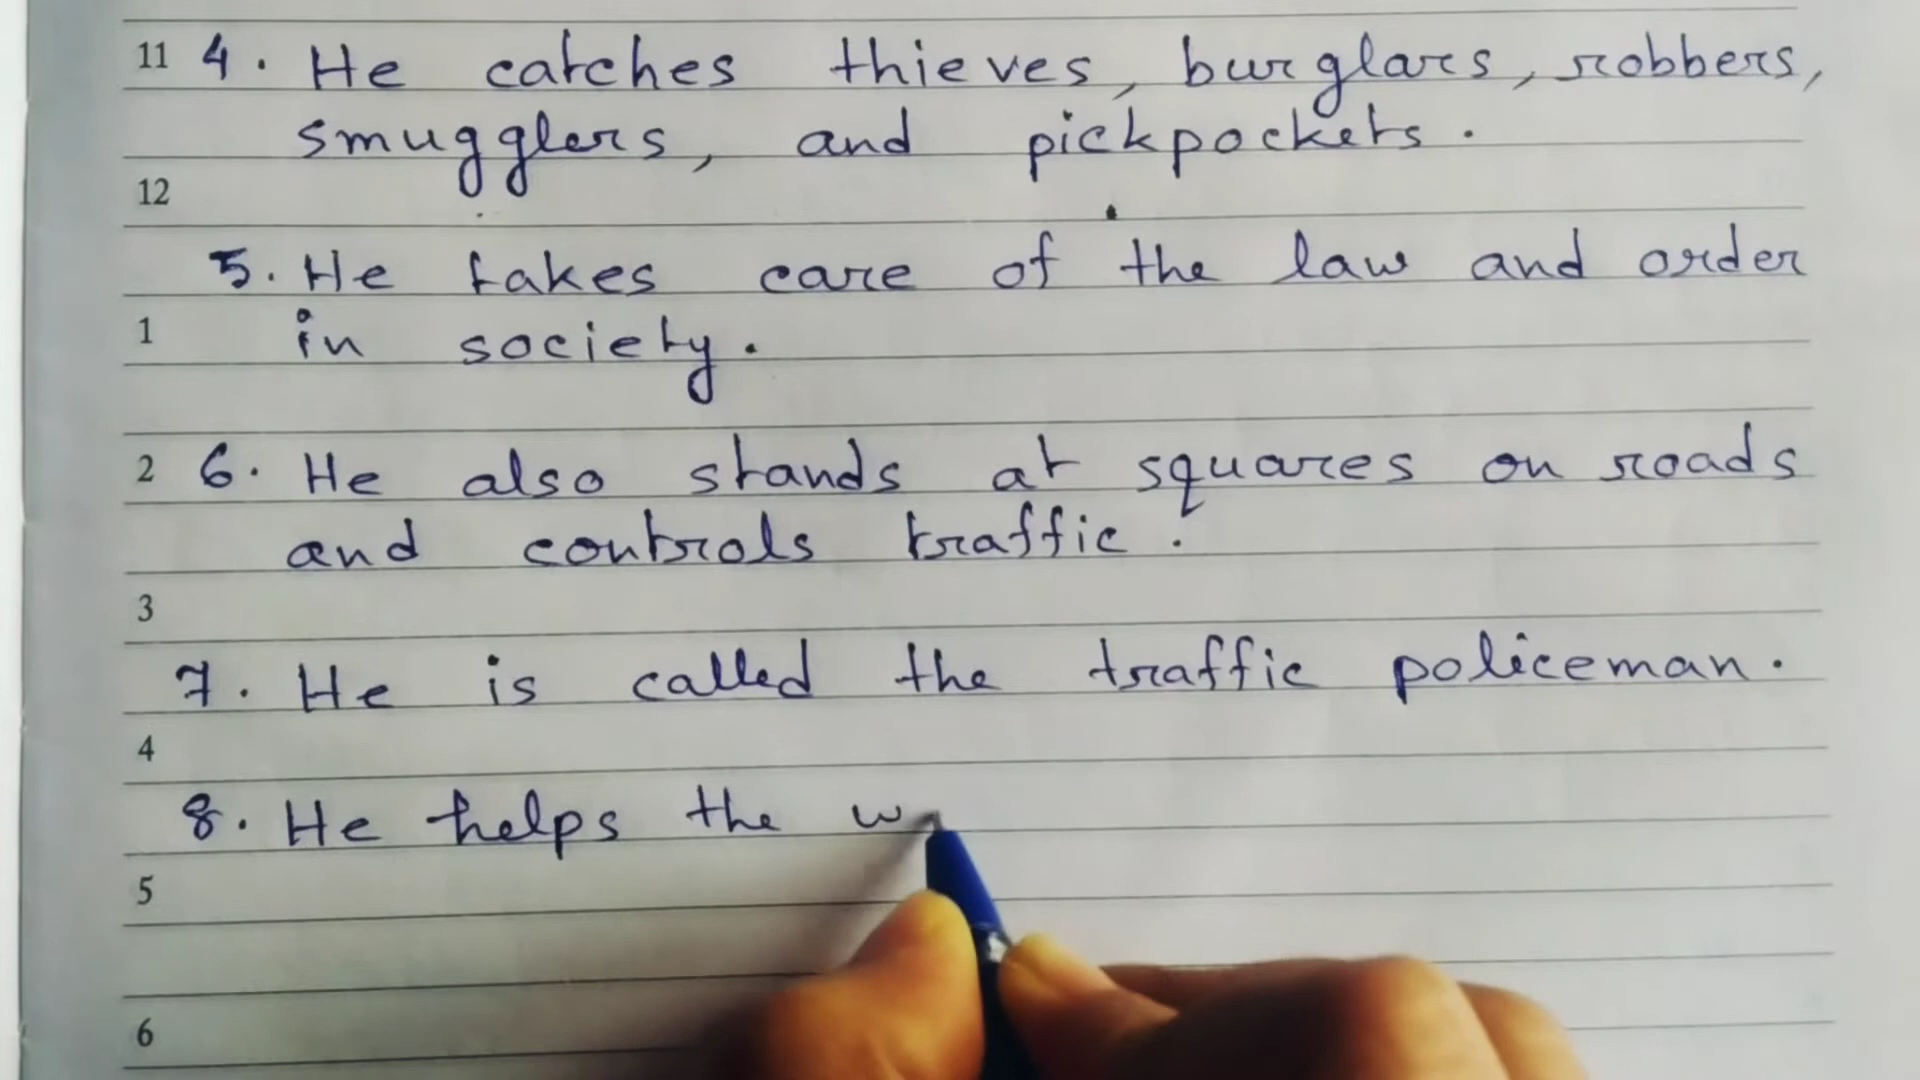 11 4. He catches thieves, burglars, robbers,
smugglers, and pickpockets.
12
5. He takes care of the law and order
1 in society.
2 6. He also stands at squares on roads
and controls traffic.
3
7. He is called the traffic policeman.
4
8. He helps the w
5
6